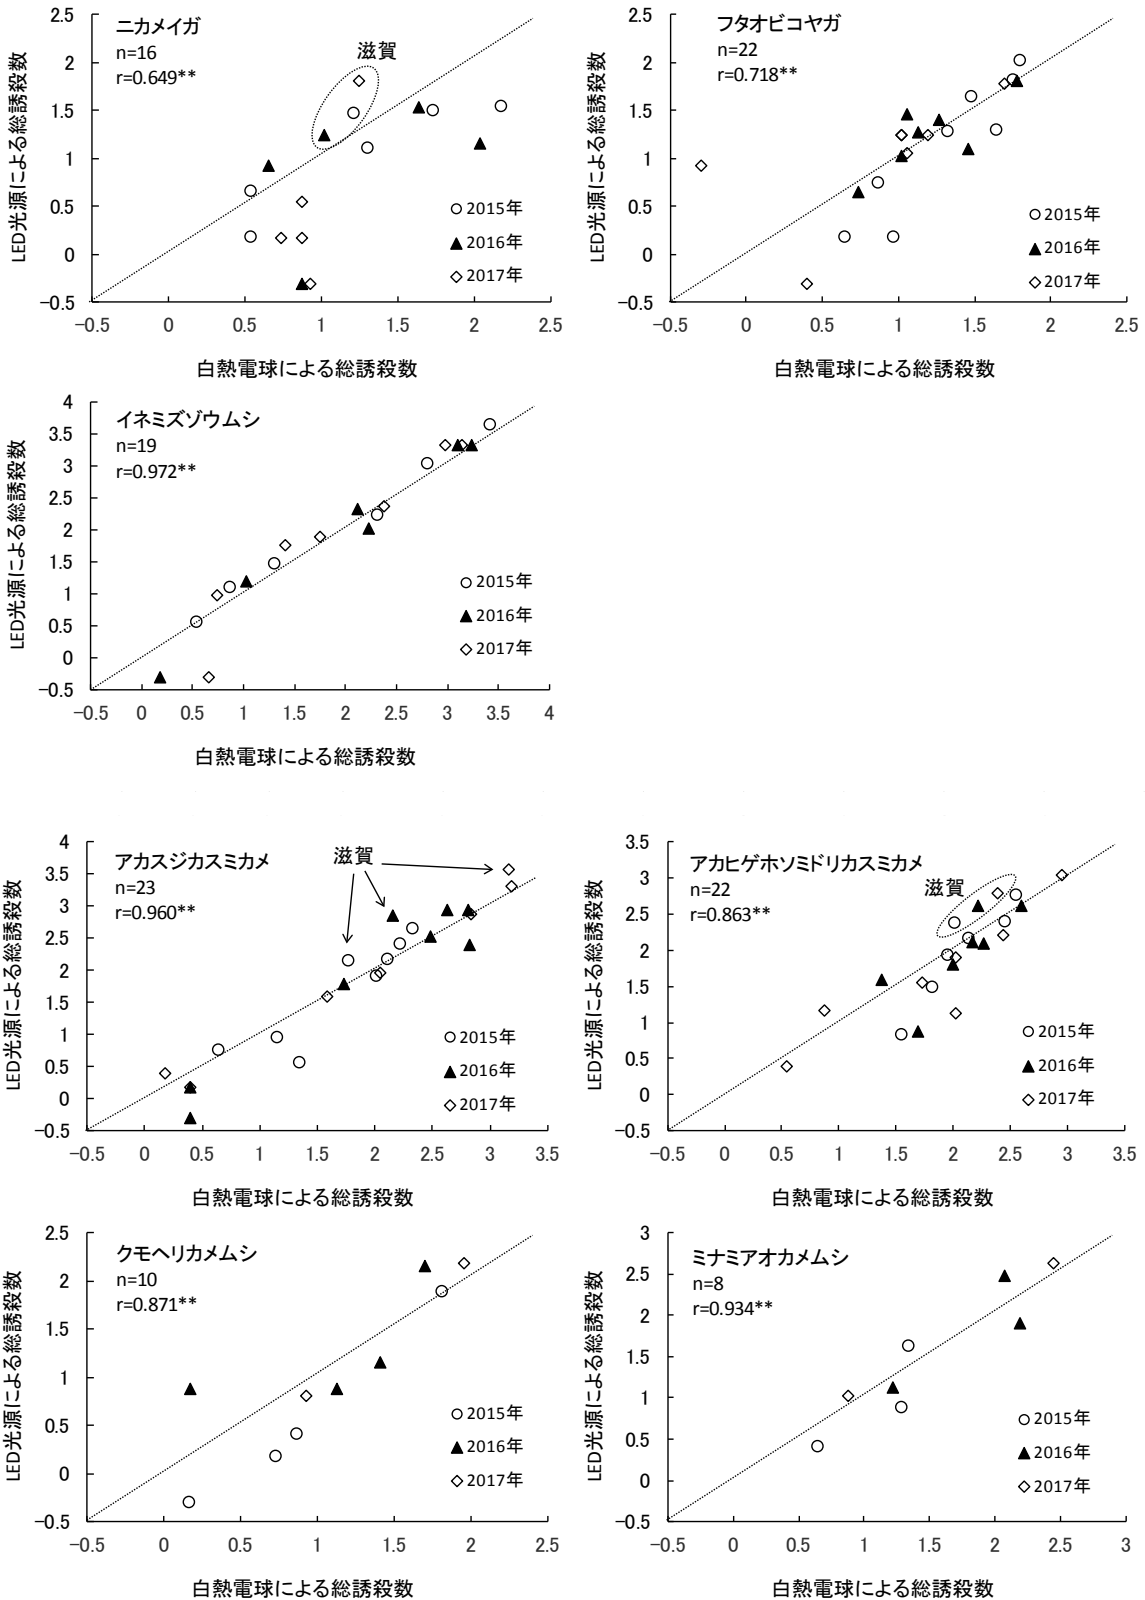 ニカメイガ
n=16
r=0.649**
滋賀
LED光源による総誘殺数
2.5
2
1.5
1
0.5
0
−0.5
−0.5 0 0.5 1 1.5 2 2.5
2015年
2016年
2017年
白熱電球による総誘殺数
フタオビコヤガ
n=22
r=0.718**
LED光源による総誘殺数
2.5
2
1.5
1
0.5
0
−0.5
−0.5 0 0.5 1 1.5 2 2.5
2015年
2016年
2017年
白熱電球による総誘殺数
イネミズゾウムシ
n=19
r=0.972**
LED光源による総誘殺数
4
3.5
3
2.5
2
1.5
1
0.5
0
−0.5
−0.5 0 0.5 1 1.5 2 2.5 3 3.5 4
2015年
2016年
2017年
白熱電球による総誘殺数
アカスジカスミカメ
n=23
r=0.960**
滋賀
LED光源による総誘殺数
4
3.5
3
2.5
2
1.5
1
0.5
0
−0.5
−0.5 0 0.5 1 1.5 2 2.5 3 3.5
2015年
2016年
2017年
白熱電球による総誘殺数
アカヒゲホソミドリカスミカメ
n=22
r=0.863**
滋賀
LED光源による総誘殺数
3.5
3
2.5
2
1.5
1
0.5
0
−0.5
−0.5 0 0.5 1 1.5 2 2.5 3 3.5
2015年
2016年
2017年
白熱電球による総誘殺数
クモヘリカメムシ
n=10
r=0.871**
LED光源による総誘殺数
2.5
2
1.5
1
0.5
0
−0.5
−0.5 0 0.5 1 1.5 2 2.5
2015年
2016年
2017年
白熱電球による総誘殺数
ミナミアオカメムシ
n=8
r=0.934**
LED光源による総誘殺数
3
2.5
2
1.5
1
0.5
0
−0.5
−0.5 0 0.5 1 1.5 2 2.5 3
2015年
2016年
2017年
白熱電球による総誘殺数